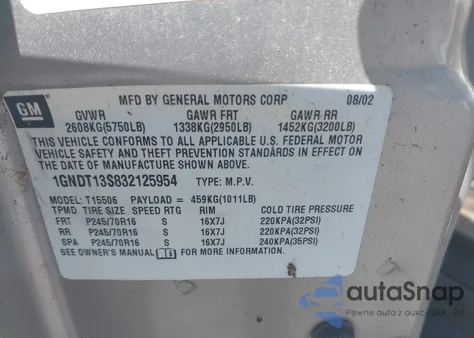 GM
MFD BY GENERAL MOTORS CORP 08/02
GVWR GAWR FRT GAWR RR
2608KG(5750LB) 1338KG(2950LB) 1452KG(3200LB)
THIS VEHICLE CONFORMS TO ALL APPLICABLE U.S. FEDERAL MOTOR
VEHICLE SAFETY AND THEFT PREVENTION STANDARDS IN EFFECT ON
THE DATE OF MANUFACTURE SHOWN ABOVE.
1GNDT13S832125954 TYPE: M.P.V.
MODEL: T15506 PAYLOAD = 459KG(1011LB)
TPMD TIRE SIZE SPEED RTG RIM COLD TIRE PRESSURE
FRT P245/70R16 S 16X7J 220KPA(32PSI)
RR P245/70R16 S 16X7J 220KPA(32PSI)
SPA P245/70R16 S 16X7J 240KPA(35PSI)
SEE OWNER'S MANUAL FOR MORE INFORMATION
autoSnap
Pewne auta z aukcji USA